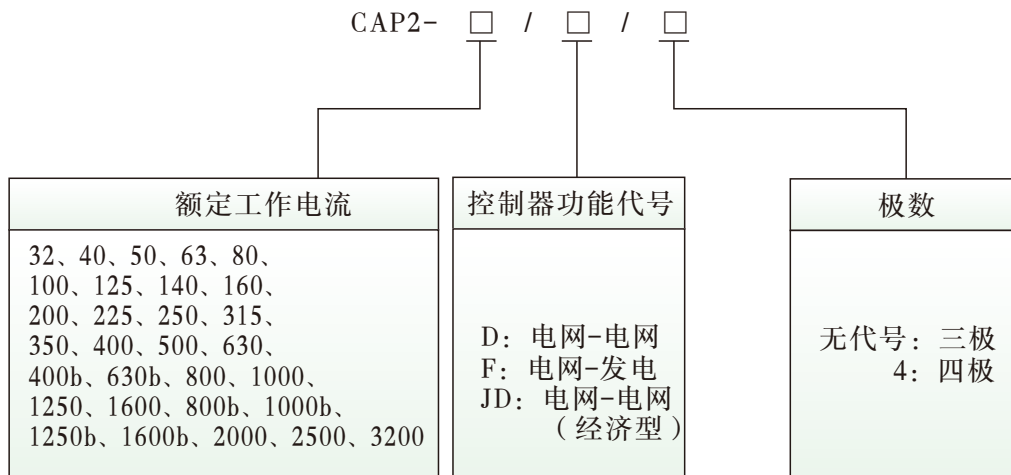 CAP2- □ / □ / □
额定工作电流
32、40、50、63、80、
100、125、140、160、
200、225、250、315、
350、400、500、630、
400b、630b、800、1000、
1250、1600、800b、1000b、
1250b、1600b、2000、2500、3200
控制器功能代号
D：电网-电网
F：电网-发电
JD：电网-电网
（经济型）
极数
无代号：三极
4：四极